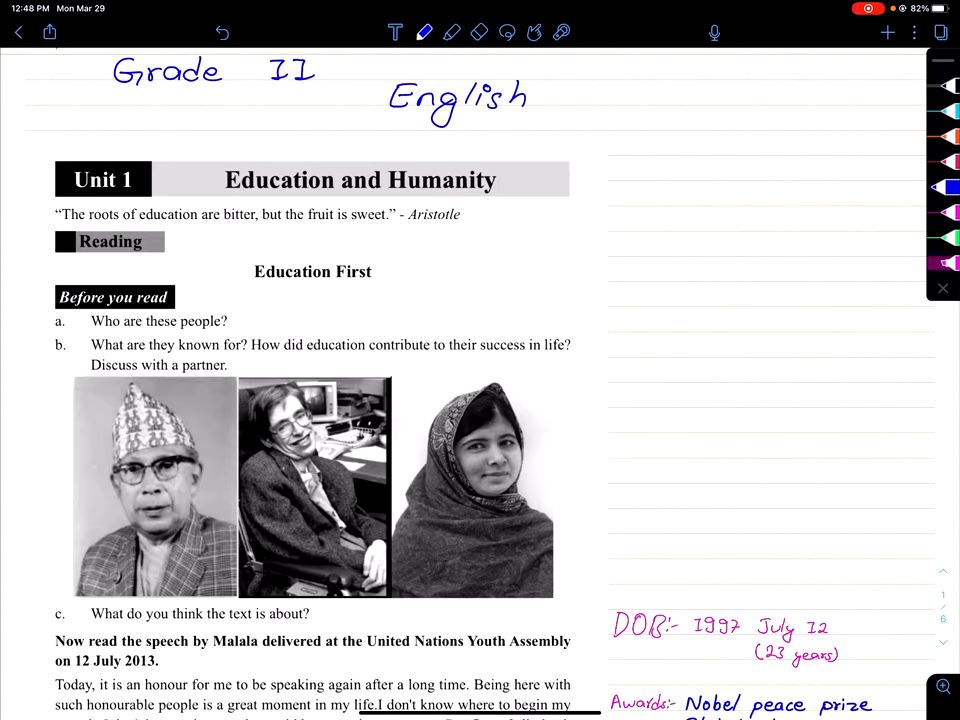 12:48 PM Mon Mar 29
82%
Grade II
English
Unit 1 Education and Humanity
“The roots of education are bitter, but the fruit is sweet.” - Aristotle
Reading
Education First
Before you read
a. Who are these people?
b. What are they known for? How did education contribute to their success in life?
Discuss with a partner.
c. What do you think the text is about?
Now read the speech by Malala delivered at the United Nations Youth Assembly
on 12 July 2013.
Today, it is an honour for me to be speaking again after a long time. Being here with
such honourable people is a great moment in my life.I don't know where to begin my
DOB:- 1997 July 12
(23 years)
Awards:- Nobel peace prize
1
/
6